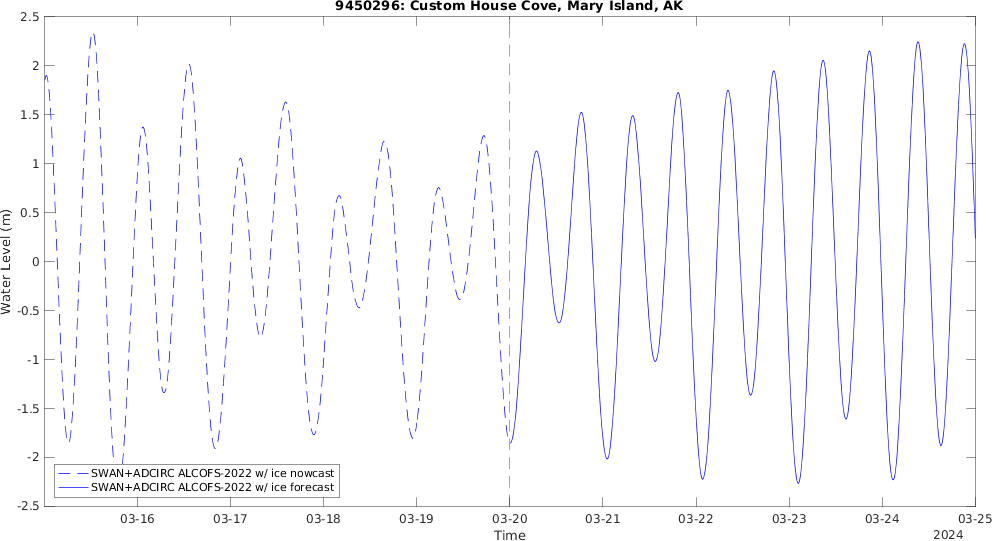 9450296: Custom House Cove, Mary Island, AK
2.5
2
1.5
1
0.5
0
-0.5
-1
-1.5
-2
-2.5
Water Level (m)
SWAN+ADCIRC ALCOFS-2022 w/ ice nowcast
SWAN+ADCIRC ALCOFS-2022 w/ ice forecast
03-16 03-17 03-18 03-19 03-20 03-21 03-22 03-23 03-24 03-25
Time
2024